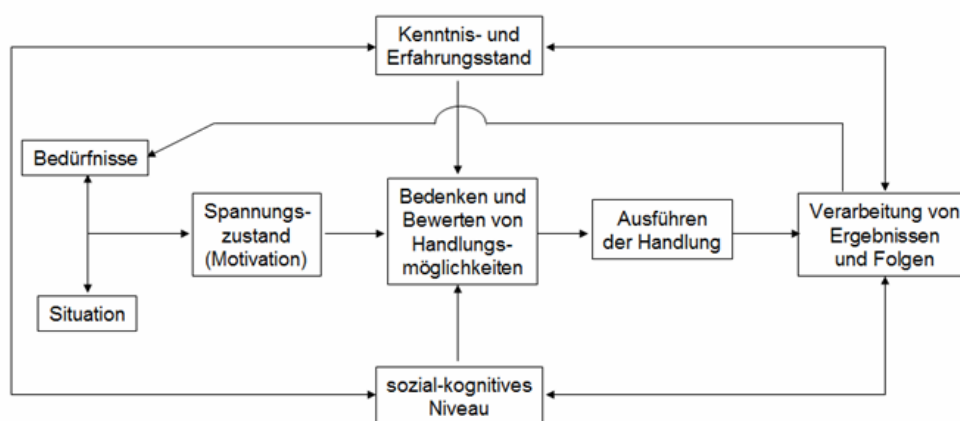 Kenntnis- und
Erfahrungsstand
Bedürfnisse
Spannungs-
zustand
(Motivation)
Situation
Bedenken und
Bewerten von
Handlungs-
möglichkeiten
Ausführen
der Handlung
Verarbeitung von
Ergebnissen
und Folgen
sozial-kognitives
Niveau